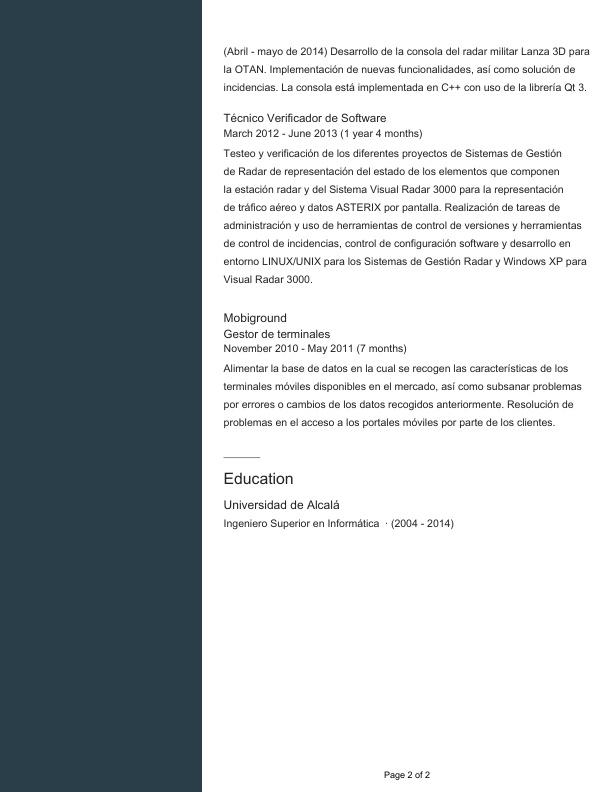 (Abril - mayo de 2014) Desarrollo de la consola del radar militar Lanza 3D para
la OTAN. Implementación de nuevas funcionalidades, así como solución de
incidencias. La consola está implementada en C++ con uso de la librería Qt 3.
Técnico Verificador de Software
March 2012 - June 2013 (1 year 4 months)
Testeo y verificación de los diferentes proyectos de Sistemas de Gestión
de Radar de representación del estado de los elementos que componen
la estación radar y del Sistema Visual Radar 3000 para la representación
de tráfico aéreo y datos ASTERIX por pantalla. Realización de tareas de
administración y uso de herramientas de control de versiones y herramientas
de control de incidencias, control de configuración software y desarrollo en
entorno LINUX/UNIX para los Sistemas de Gestión Radar y Windows XP para
Visual Radar 3000.
Mobiground
Gestor de terminales
November 2010 - May 2011 (7 months)
Alimentar la base de datos en la cual se recogen las características de los
terminales móviles disponibles en el mercado, así como subsanar problemas
por errores o cambios de los datos recogidos anteriormente. Resolución de
problemas en el acceso a los portales móviles por parte de los clientes.
Education
Universidad de Alcalá
Ingeniero Superior en Informática · (2004 - 2014)
Page 2 of 2